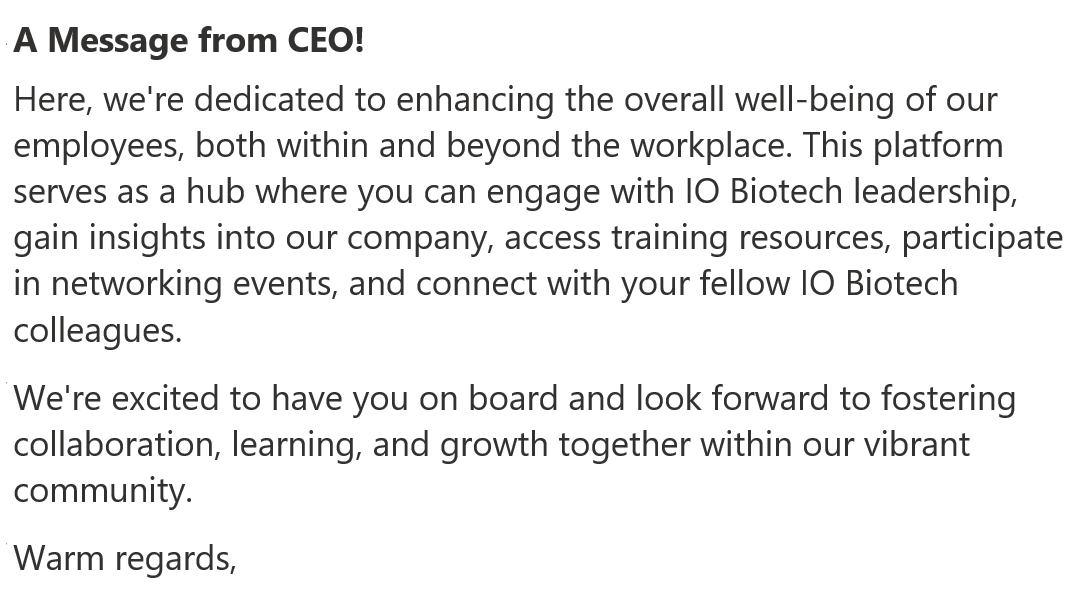 A Message from CEO!
Here, we're dedicated to enhancing the overall well-being of our
employees, both within and beyond the workplace. This platform
serves as a hub where you can engage with IO Biotech leadership,
gain insights into our company, access training resources, participate
in networking events, and connect with your fellow IO Biotech
colleagues.
We're excited to have you on board and look forward to fostering
collaboration, learning, and growth together within our vibrant
community.
Warm regards,